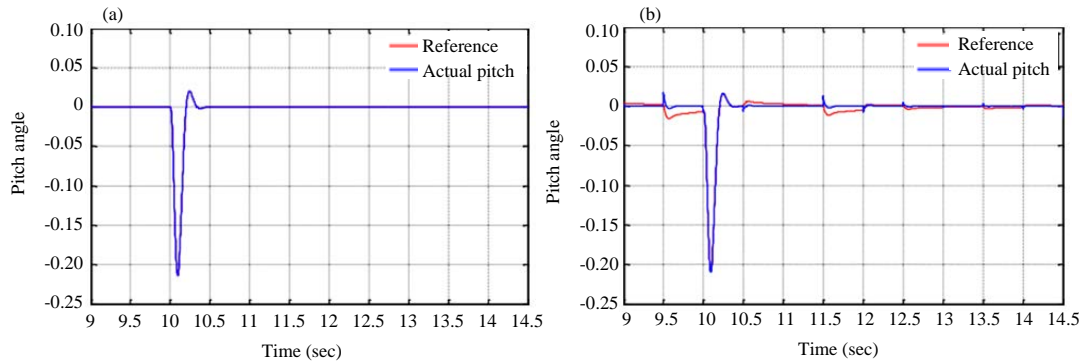 (a)
0.10
0.05
0
-0.05
-0.10
-0.15
-0.20
-0.25
Pitch angle
Reference
Actual pitch
9 9.5 10 10.5 11.5 12.5 13 13 13.5 14 14.5
Time (sec)
(b)
0.10
0.05
0
-0.05
-0.10
-0.15
-0.20
-0.25
Pitch angle
Reference
Actual pitch
9 9.5 10 10.5 11.5 11.5 12 12.5 13 13.5 14 14.5
Time (sec)